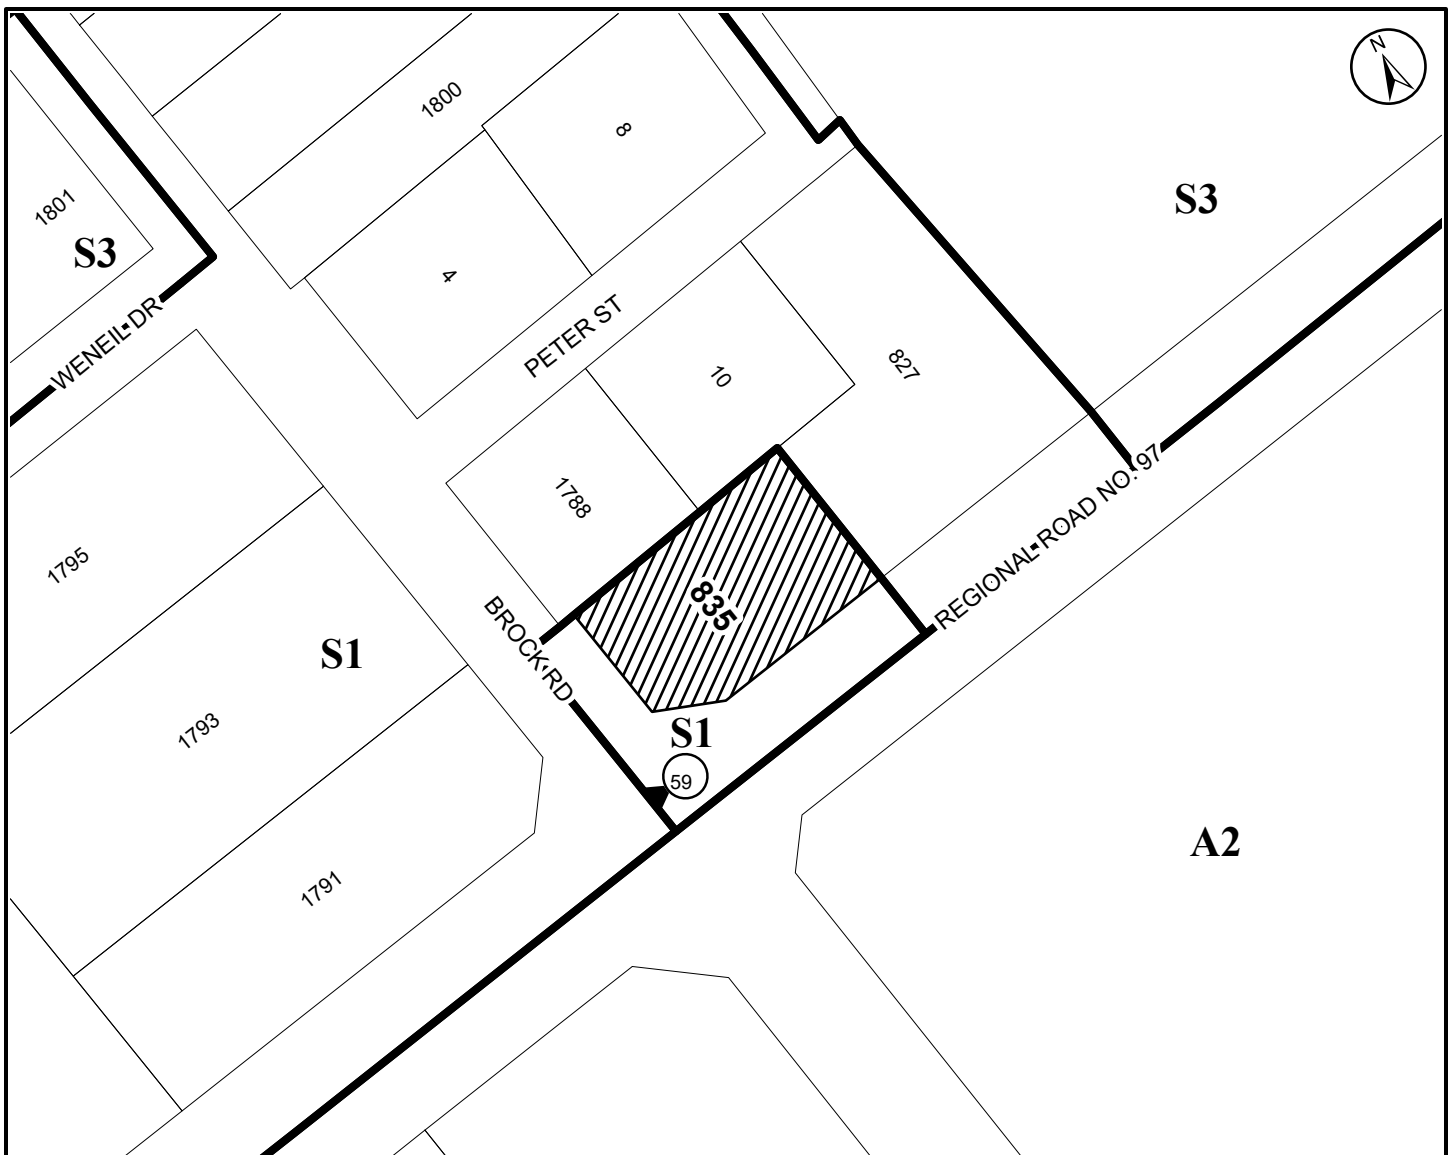 N
1800
8
1801
S3
S3
4
WENEIL DR
PETER ST
827
10
1788
1795
REGIONAL ROAD NO. 97
835
BROCK RD
S1
1793
S1
59
A2
1791